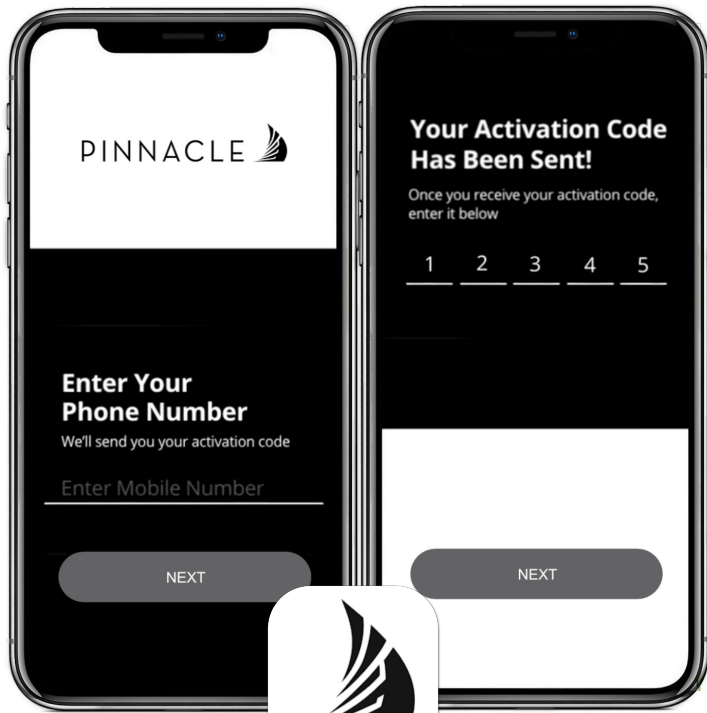 PINNACLE
Enter Your
Phone Number
We'll send you your activation code
Enter Mobile Number
NEXT
Your Activation Code
Has Been Sent!
Once you receive your activation code,
enter it below
1 2 3 4 5
NEXT